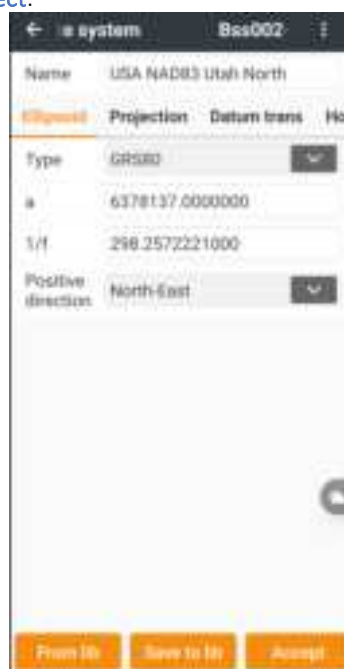 ect.
e system Bss002
Name USA NAD83 Utah North
Ellipsoid Projection Datum trans Ho
Type GRS80
a 6378137.0000000
1/f 298.2572221000
Positive direction North-East
From lib Save to lib Accept